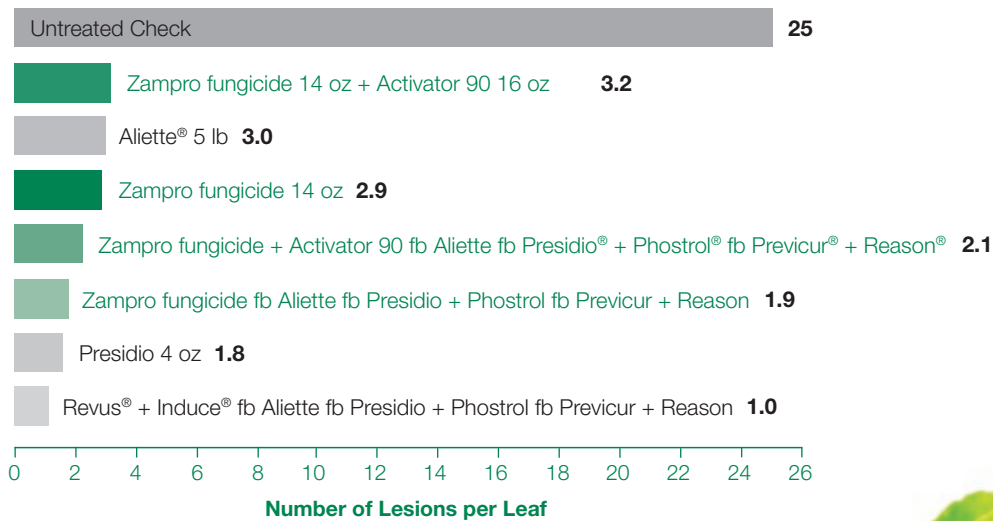 Untreated Check 25
Zampro fungicide 14 oz + Activator 90 16 oz 3.2
Aliette® 5 lb 3.0
Zampro fungicide 14 oz 2.9
Zampro fungicide + Activator 90 fb Aliette fb Presidio® + Phostrol® fb Previcur® + Reason® 2.1
Zampro fungicide fb Aliette fb Presidio + Phostrol fb Previcur + Reason 1.9
Presidio 4 oz 1.8
Revus® + Induce® fb Aliette fb Presidio + Phostrol fb Previcur + Reason 1.0
0 2 4 6 8 10 12 14 16 18 20 22 24 26
Number of Lesions per Leaf